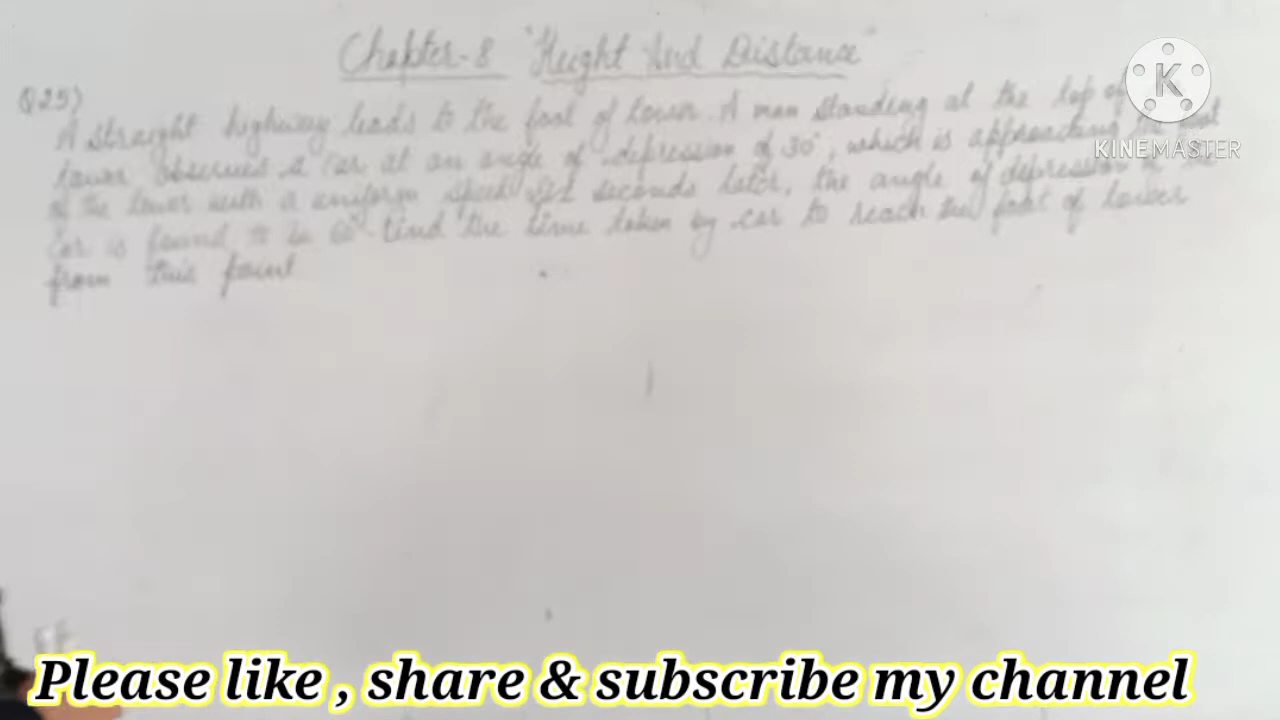 Chapter-8 "Height And Distance"
Q25)
A straight highway leads to the foot of tower. A man standing at the top of
tower observes a car at an angle of depression of 30°, which is approaching the foot
of the tower with a uniform speed. seconds later, the angle of depression of the
car is found to be 60° find the time taken by car to reach the foot of tower
from this point
K
KINEMASTER
Please like , share & subscribe my channel